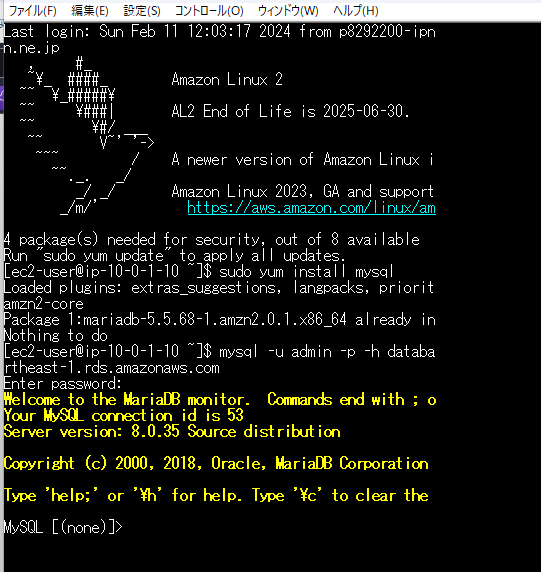 ファイル(F) 編集(E) 設定(S) コントロール(O) ウィンドウ(W) ヘルプ(H)
Last login: Sun Feb 11 12:03:17 2024 from p8292200-ipn
n.ne.jp
   ,     #_
   ~¥_  ####_        Amazon Linux 2
  ~~  ¥_#####¥
  ~~     ¥###|       AL2 End of Life is 2025-06-30.
  ~~       ¥#/ ___
   ~~       V~' '->
    ~~~         /    A newer version of Amazon Linux i
      ~~._.   _/
         _/ _/       Amazon Linux 2023, GA and support
       _/m/'           https://aws.amazon.com/linux/am
4 package(s) needed for security, out of 8 available
Run "sudo yum update" to apply all updates.
[ec2-user@ip-10-0-1-10 ~]$ sudo yum install mysql
Loaded plugins: extras_suggestions, langpacks, priorit
amzn2-core
Package 1:mariadb-5.5.68-1.amzn2.0.1.x86_64 already in
Nothing to do
[ec2-user@ip-10-0-1-10 ~]$ mysql -u admin -p -h databa
rtheast-1.rds.amazonaws.com
Enter password:
Welcome to the MariaDB monitor.  Commands end with ; o
Your MySQL connection id is 53
Server version: 8.0.35 Source distribution
Copyright (c) 2000, 2018, Oracle, MariaDB Corporation
Type 'help;' or '¥h' for help. Type '¥c' to clear the
MySQL [(none)]>